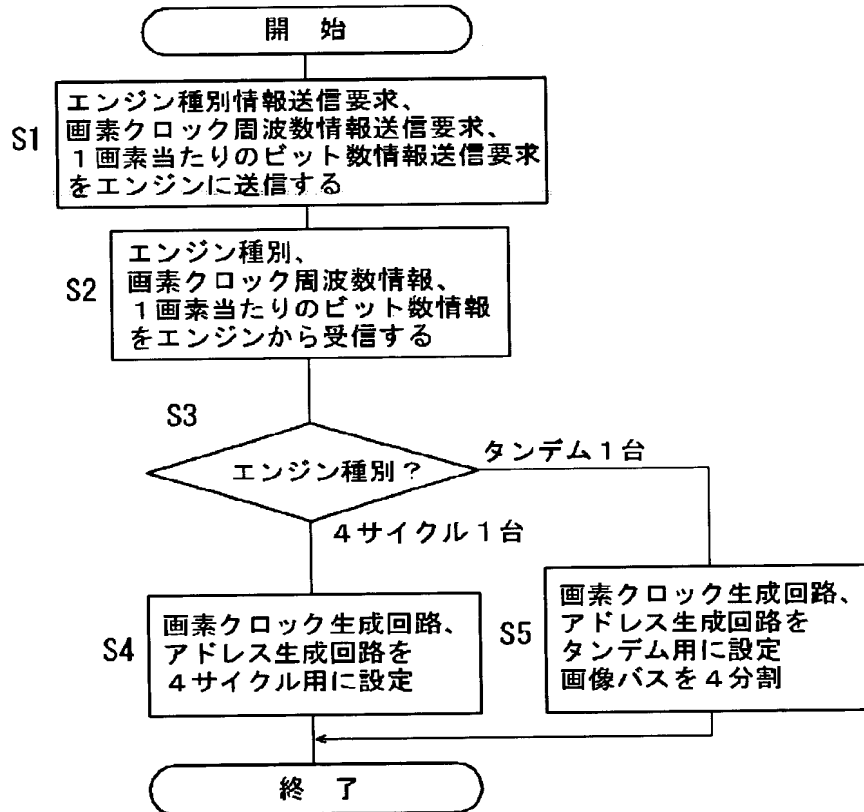 開 始
S1
エンジン種別情報送信要求、
画素クロック周波数情報送信要求、
１画素当たりのビット数情報送信要求
をエンジンに送信する
S2
エンジン種別、
画素クロック周波数情報、
１画素当たりのビット数情報
をエンジンから受信する
S3
エンジン種別？
タンデム１台
４サイクル１台
S4
画素クロック生成回路、
アドレス生成回路を
４サイクル用に設定
S5
画素クロック生成回路、
アドレス生成回路を
タンデム用に設定
画像バスを４分割
終 了